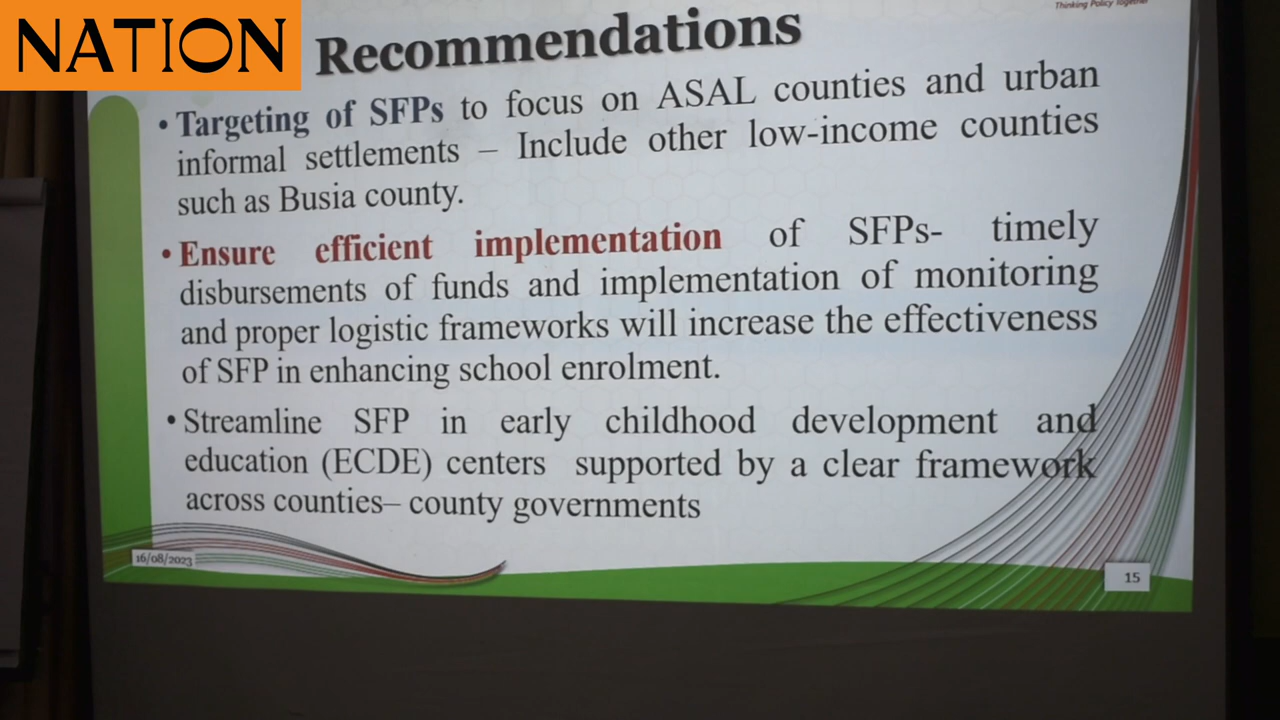 NATION
Thinking Policy Together
Recommendations
• Targeting of SFPs to focus on ASAL counties and urban
informal settlements – Include other low-income counties
such as Busia county.
• Ensure efficient implementation of SFPs- timely
disbursements of funds and implementation of monitoring
and proper logistic frameworks will increase the effectiveness
of SFP in enhancing school enrolment.
• Streamline SFP in early childhood development and
education (ECDE) centers supported by a clear framework
across counties– county governments
16/08/2023
15